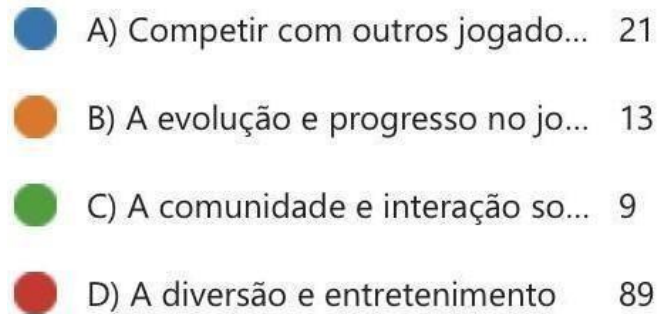 A) Competir com outros jogado... 21
B) A evolução e progresso no jo... 13
C) A comunidade e interação so... 9
D) A diversão e entretenimento 89